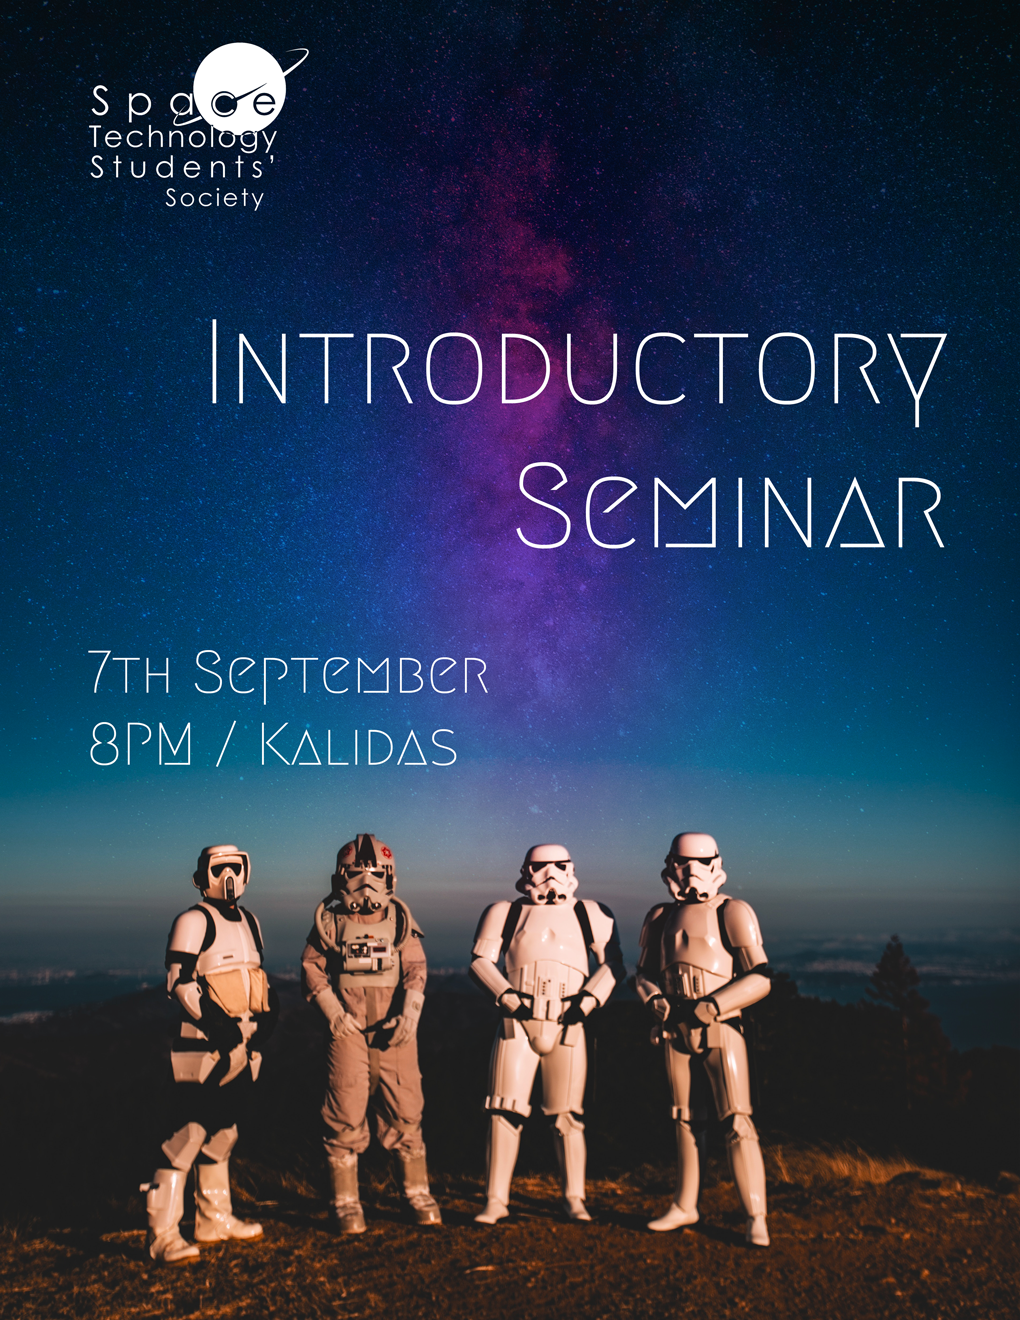 Space
Technology
Students'
Society
Introductory
Seminar
7th September
8PM / Kalidas